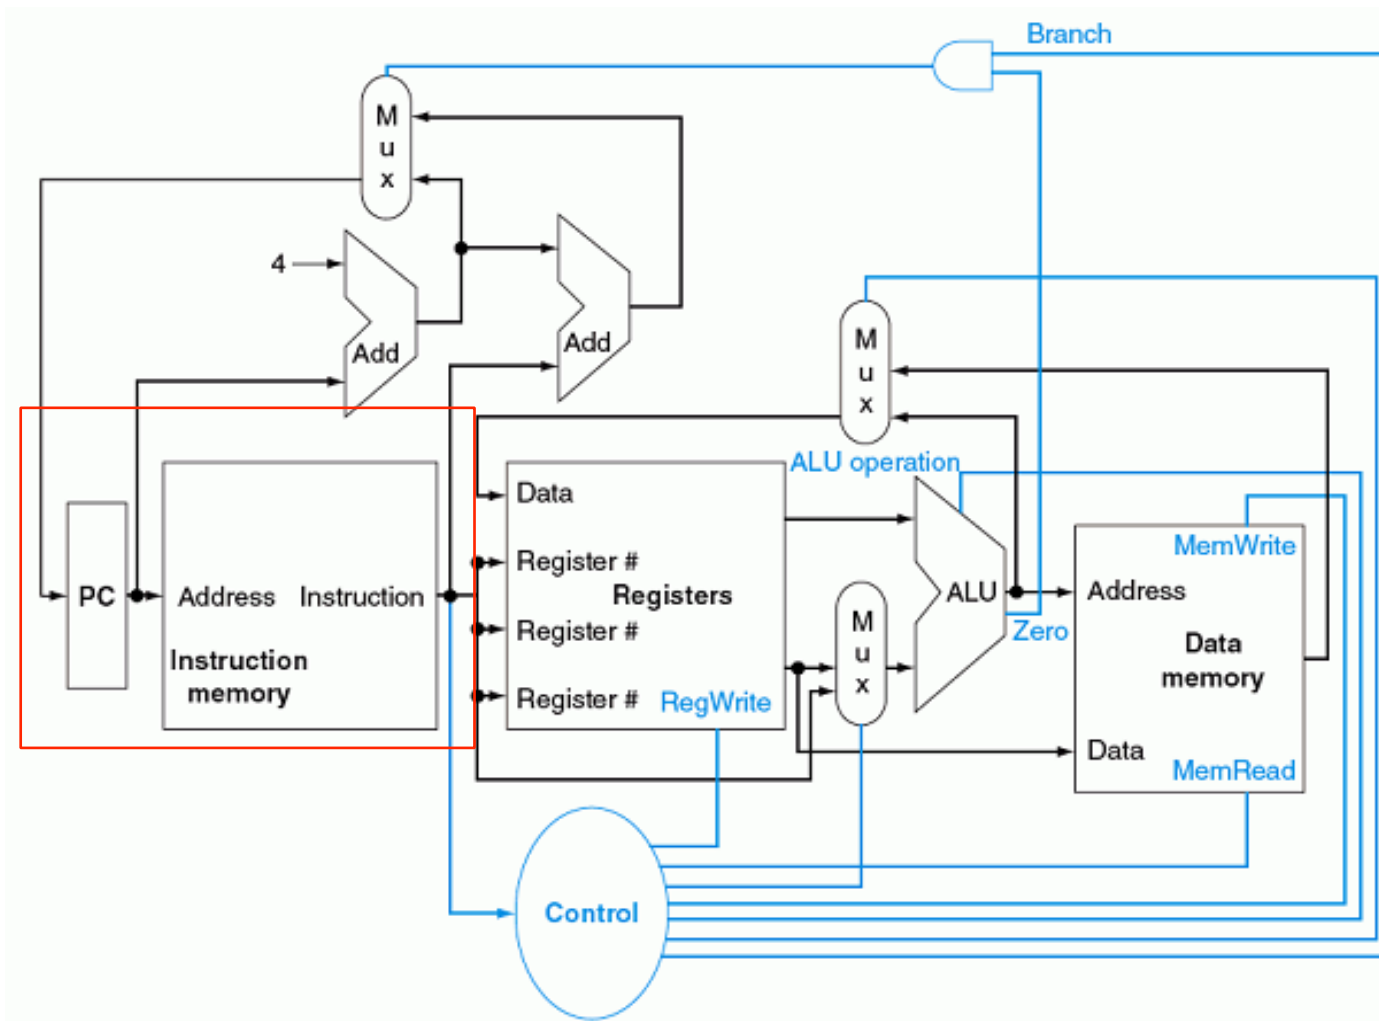 Branch
M
u
x
4
Add
Add
M
u
x
ALU operation
Data
Register #
Registers
Register #
Register #
RegWrite
PC
Address
Instruction
Instruction
memory
M
u
x
ALU
Zero
MemWrite
Address
Data
memory
Data
MemRead
Control